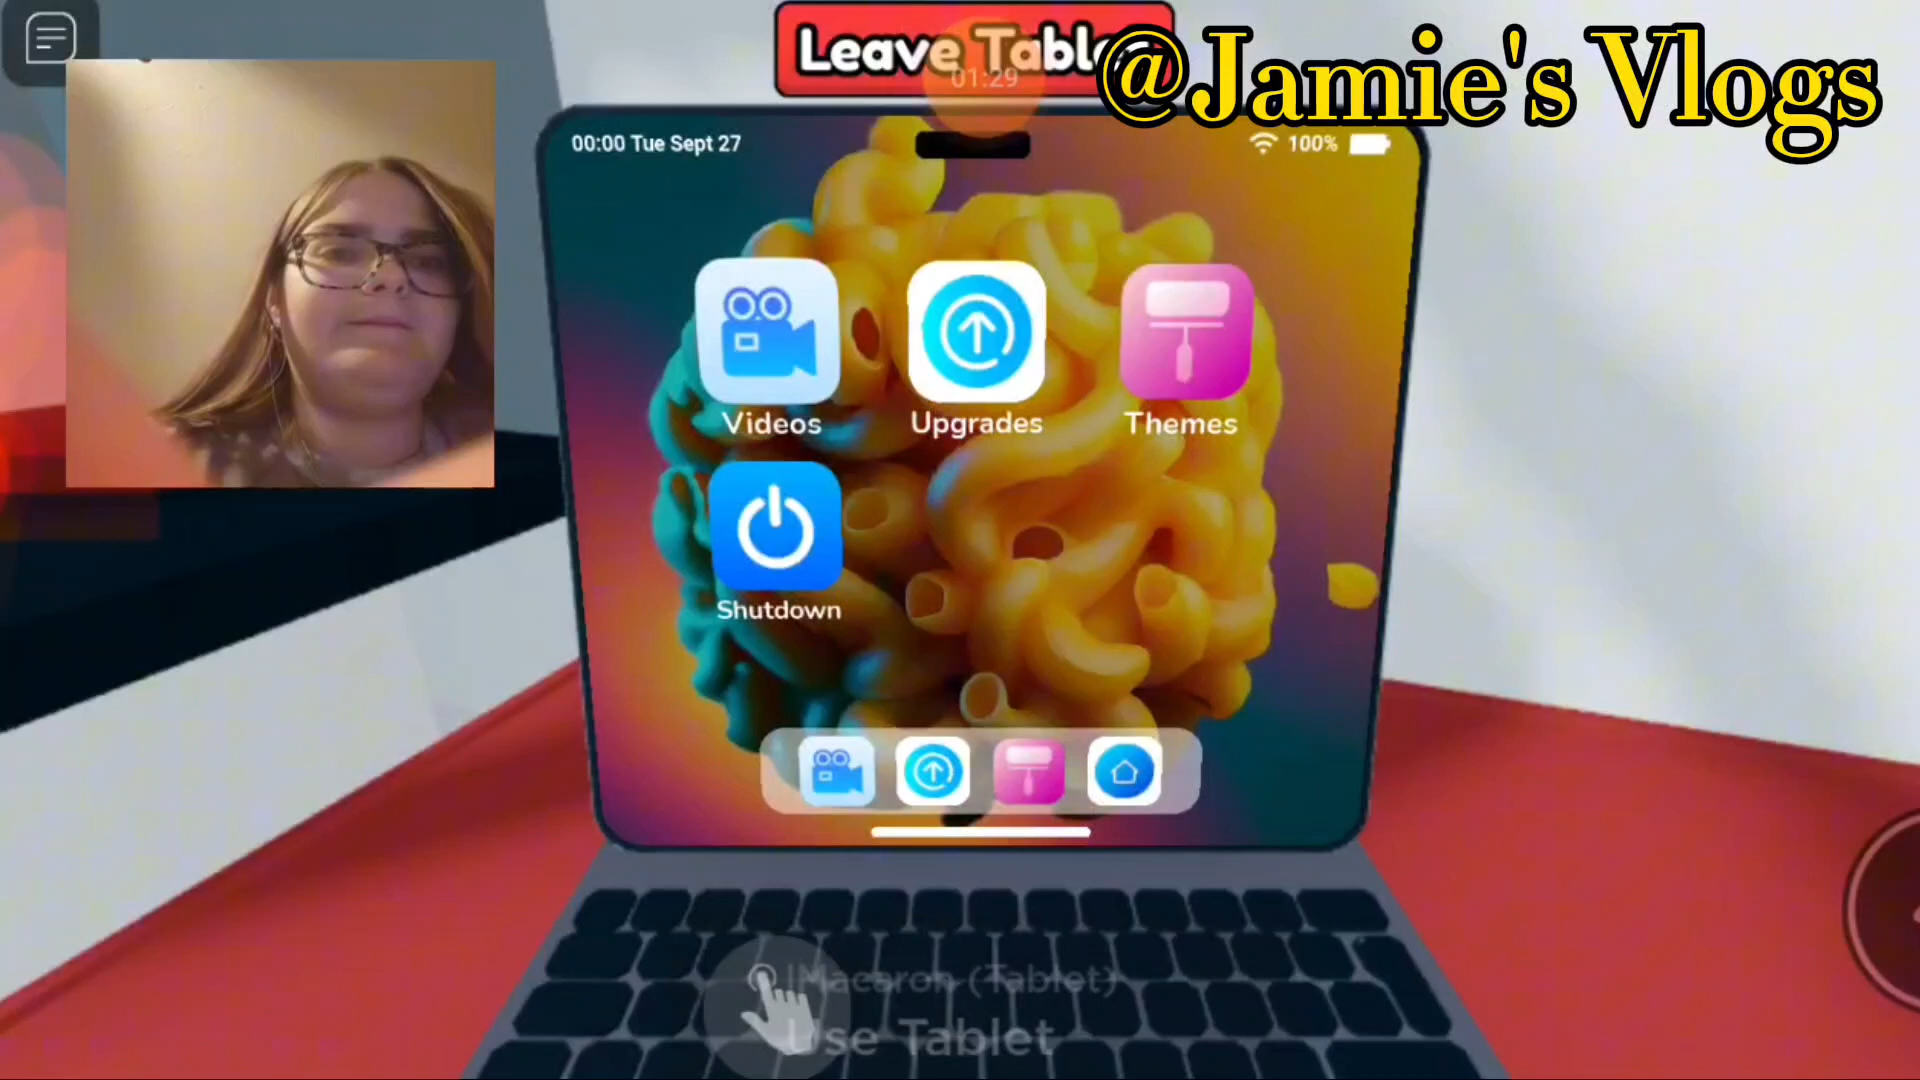 Leave Table
01:29
@Jamie's Vlogs
00:00 Tue Sept 27
100%
Videos
Upgrades
Themes
Shutdown
IMacaron (Tablet)
Use Tablet